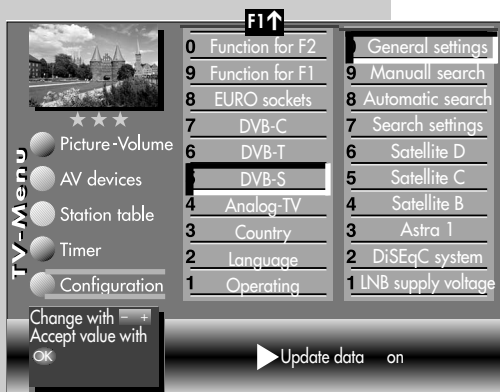 F1↑
TV-Menu
Picture-Volume
AV devices
Station table
Timer
Configuration
Change with - +
Accept value with
OK
0 Function for F2
9 Function for F1
8 EURO sockets
7 DVB-C
6 DVB-T
DVB-S
4 Analog-TV
3 Country
2 Language
1 Operating
General settings
9 Manuall search
8 Automatic search
7 Search settings
6 Satellite D
5 Satellite C
4 Satellite B
3 Astra 1
2 DiSEqC system
1 LNB supply voltage
Update data on